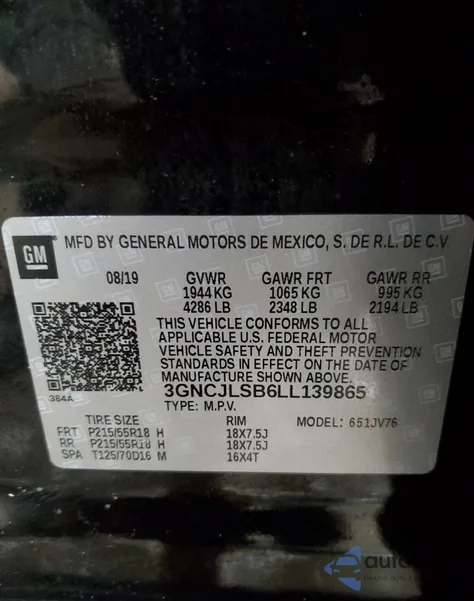 GM MFD BY GENERAL MOTORS DE MEXICO, S. DE R.L. DE C.V.
08/19 GVWR GAWR FRT GAWR RR
1944 KG 1065 KG 995 KG
4286 LB 2348 LB 2194 LB
THIS VEHICLE CONFORMS TO ALL
APPLICABLE U.S. FEDERAL MOTOR
VEHICLE SAFETY AND THEFT PREVENTION
STANDARDS IN EFFECT ON THE DATE OF
MANUFACTURE SHOWN ABOVE.
384A 3GNCJLSB6LL139865
TYPE: M.P.V.
TIRE SIZE RIM MODEL: 651JV76
FRT P215/55R18 H 18X7.5J
RR P215/55R18 H 18X7.5J
SPA T125/70D16 M 16X4T